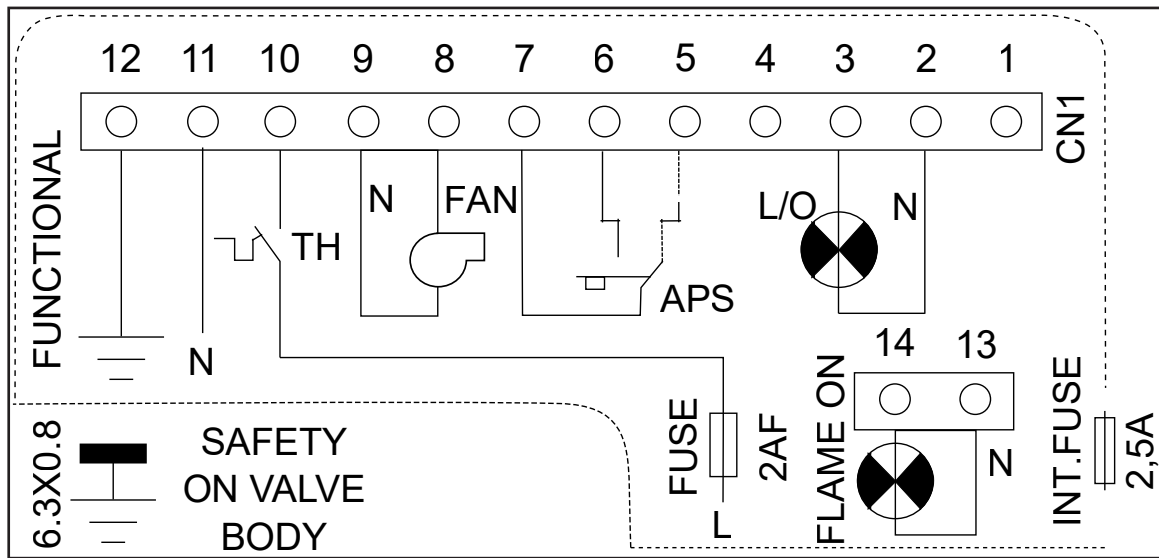 12 11 10 9 8 7 6 5 4 3 2 1
CN1
FUNCTIONAL
N
FAN
L/O
N
TH
APS
N
14 13
FLAME ON
N
FUSE
2AF
L
INT.FUSE
2,5A
6.3X0.8
SAFETY
ON VALVE
BODY